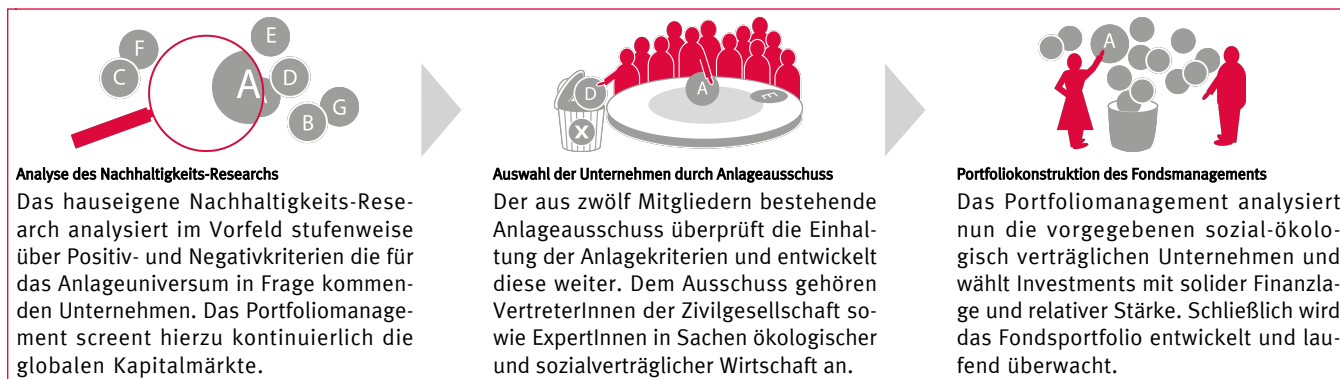 F
E
C
A
D
B
G
D
A
E
X
A
Analyse des Nachhaltigkeits-Researchs
Das hauseigene Nachhaltigkeits-Rese-
arch analysiert im Vorfeld stufenweise
über Positiv- und Negativkriterien die für
das Anlageuniversum in Frage kommen-
den Unternehmen. Das Portfoliomanage-
ment screent hierzu kontinuierlich die
globalen Kapitalmärkte.
Auswahl der Unternehmen durch Anlageausschuss
Der aus zwölf Mitgliedern bestehende
Anlageausschuss überprüft die Einhal-
tung der Anlagekriterien und entwickelt
diese weiter. Dem Ausschuss gehören
VertreterInnen der Zivilgesellschaft so-
wie ExpertInnen in Sachen ökologischer
und sozialverträglicher Wirtschaft an.
Portfoliokonstruktion des Fondsmanagements
Das Portfoliomanagement analysiert
nun die vorgegebenen sozial-ökolo-
gisch verträglichen Unternehmen und
wählt Investments mit solider Finanzla-
ge und relativer Stärke. Schließlich wird
das Fondsportfolio entwickelt und lau-
fend überwacht.